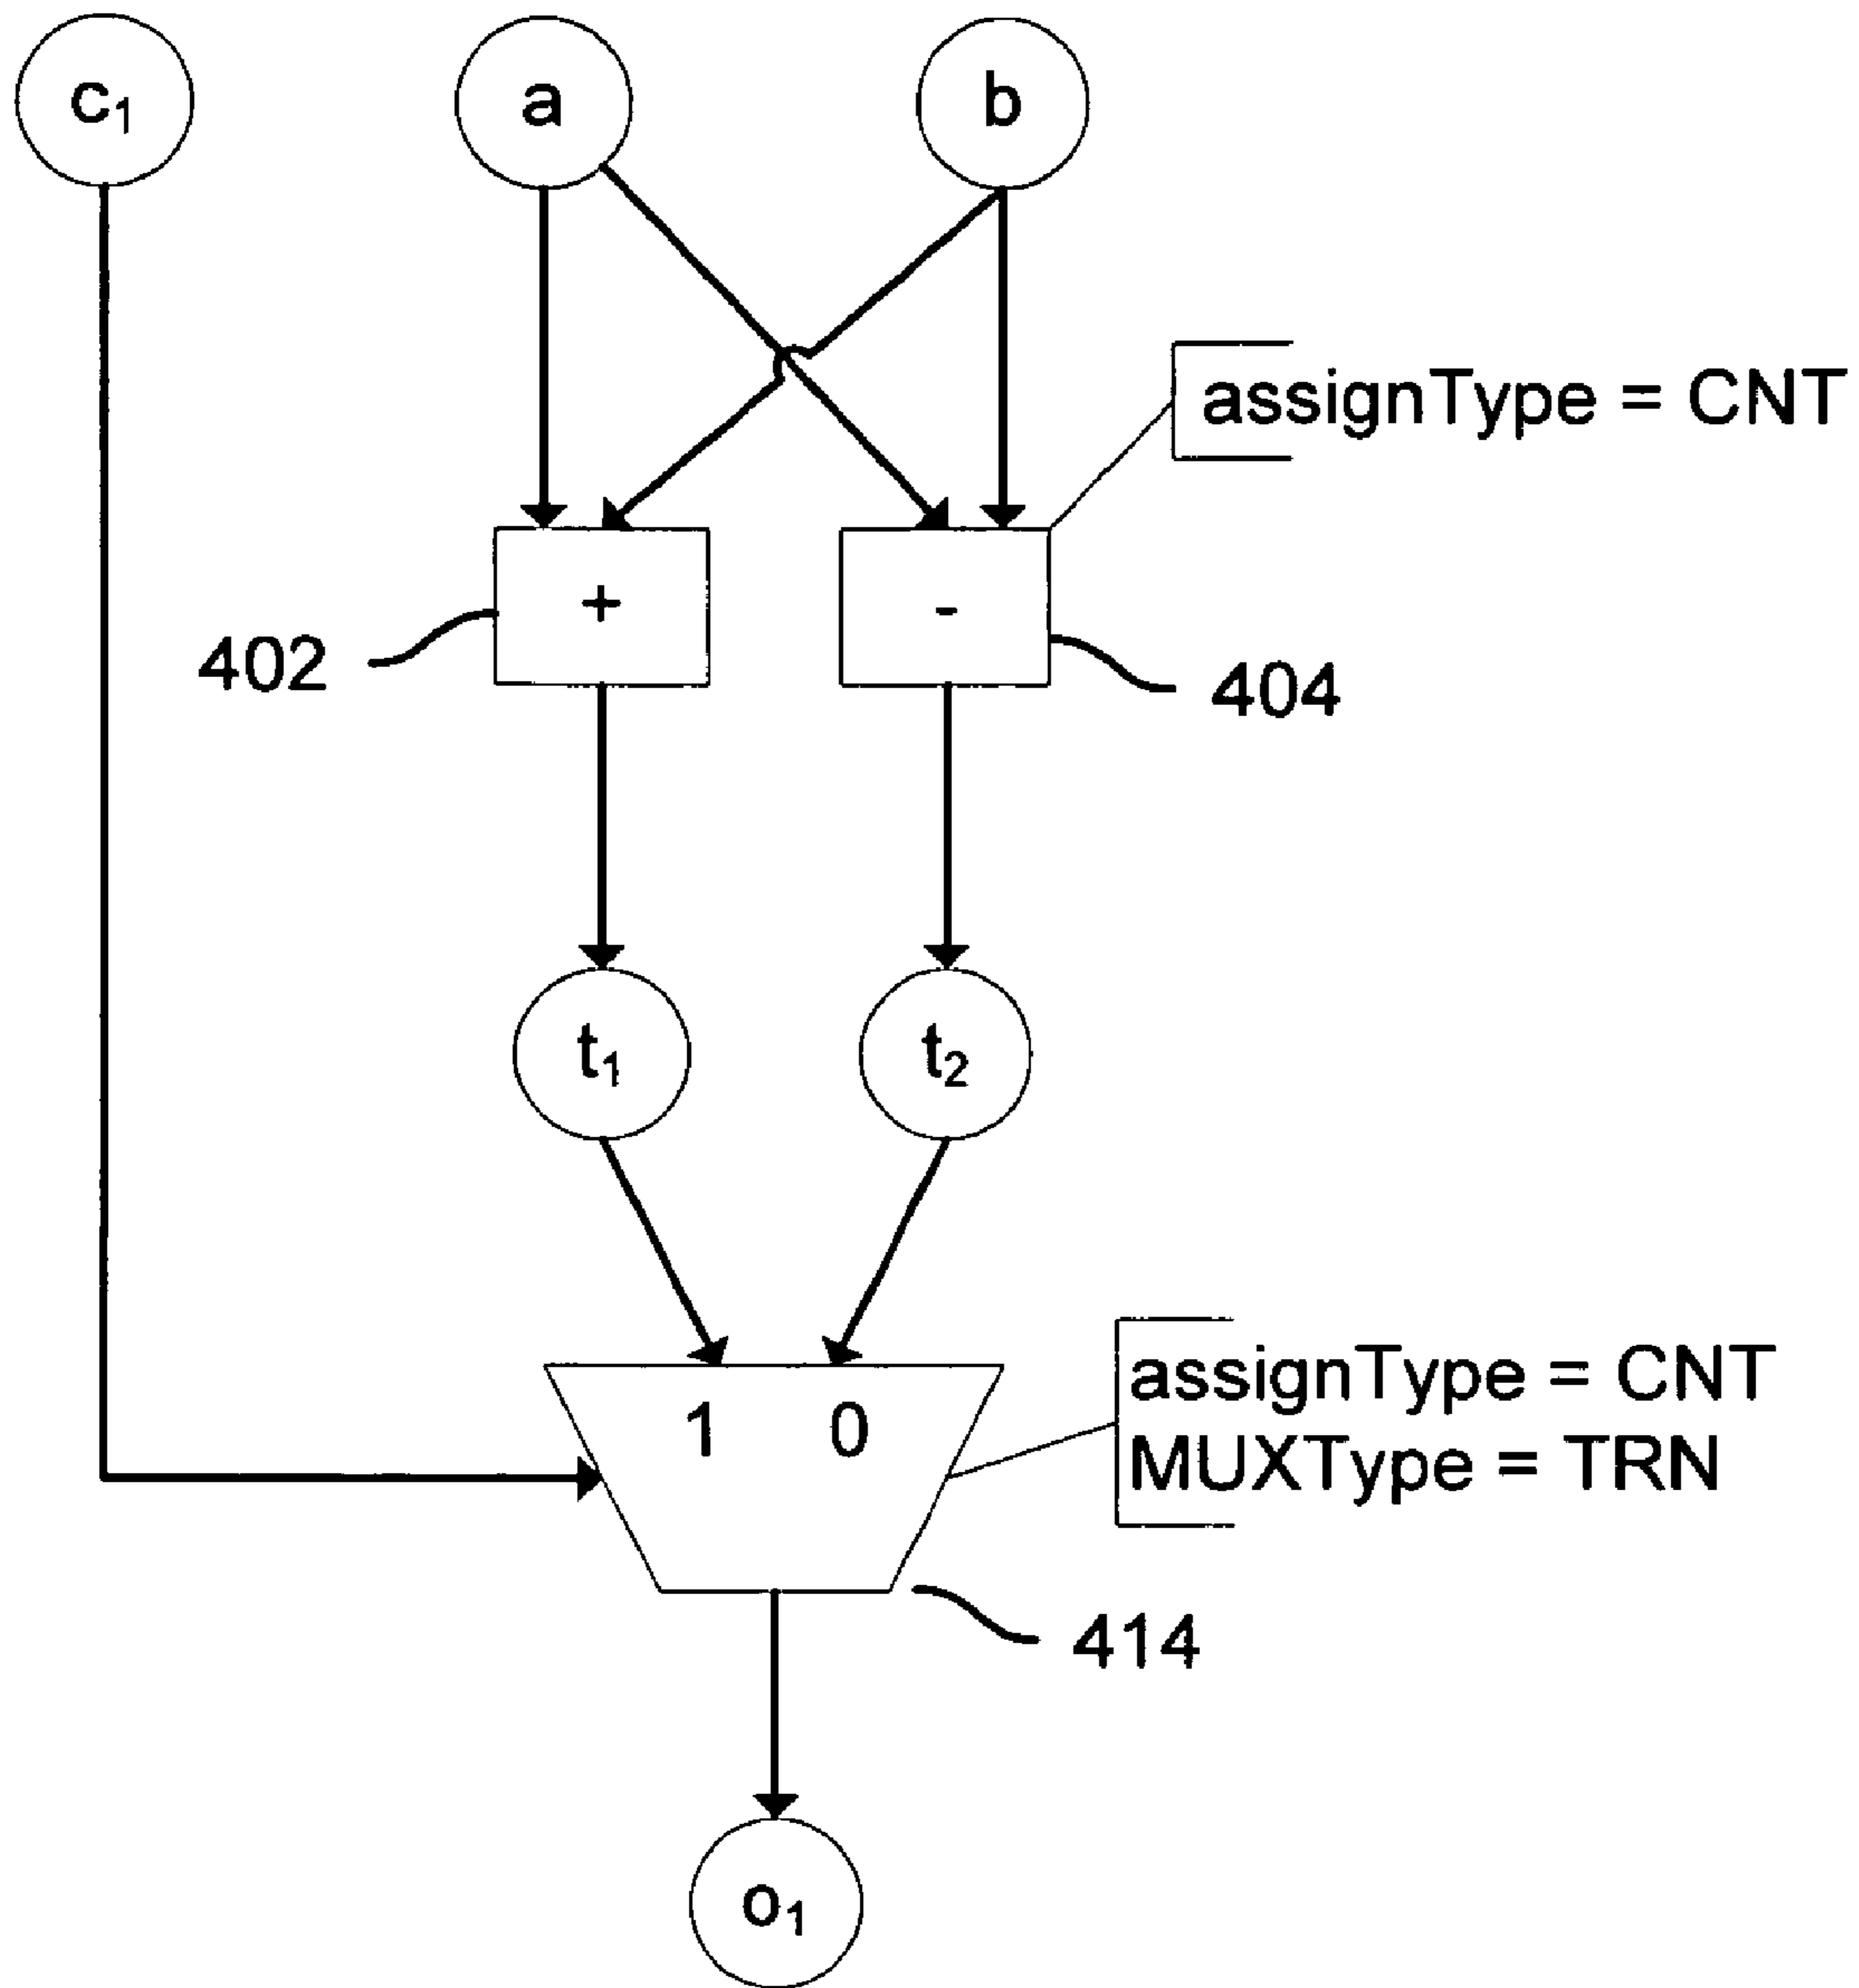 c₁
a
b
assignType = CNT
+
-
402
404
t₁
t₂
1
0
assignType = CNT
MUXType = TRN
414
o₁